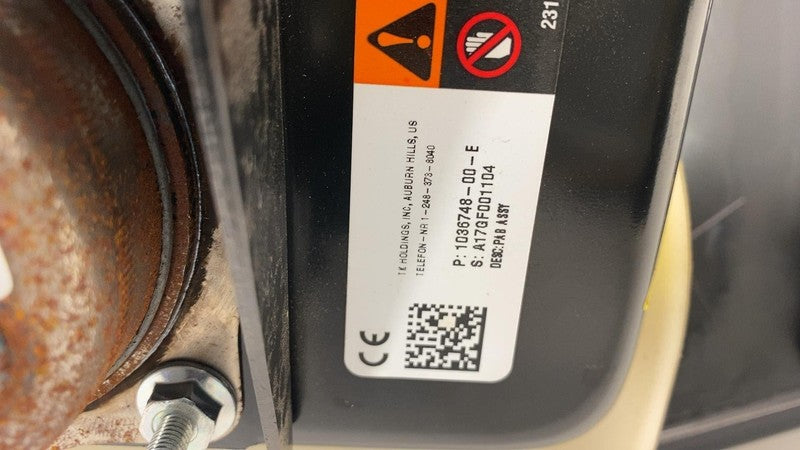 231
TK HOLDINGS, INC, AUBURN HILLS, US
TELEFON-NR 1-248-373-8040
P: 1036748-00-E
S: A17GF001104
DESC:PAB ASSY
CE